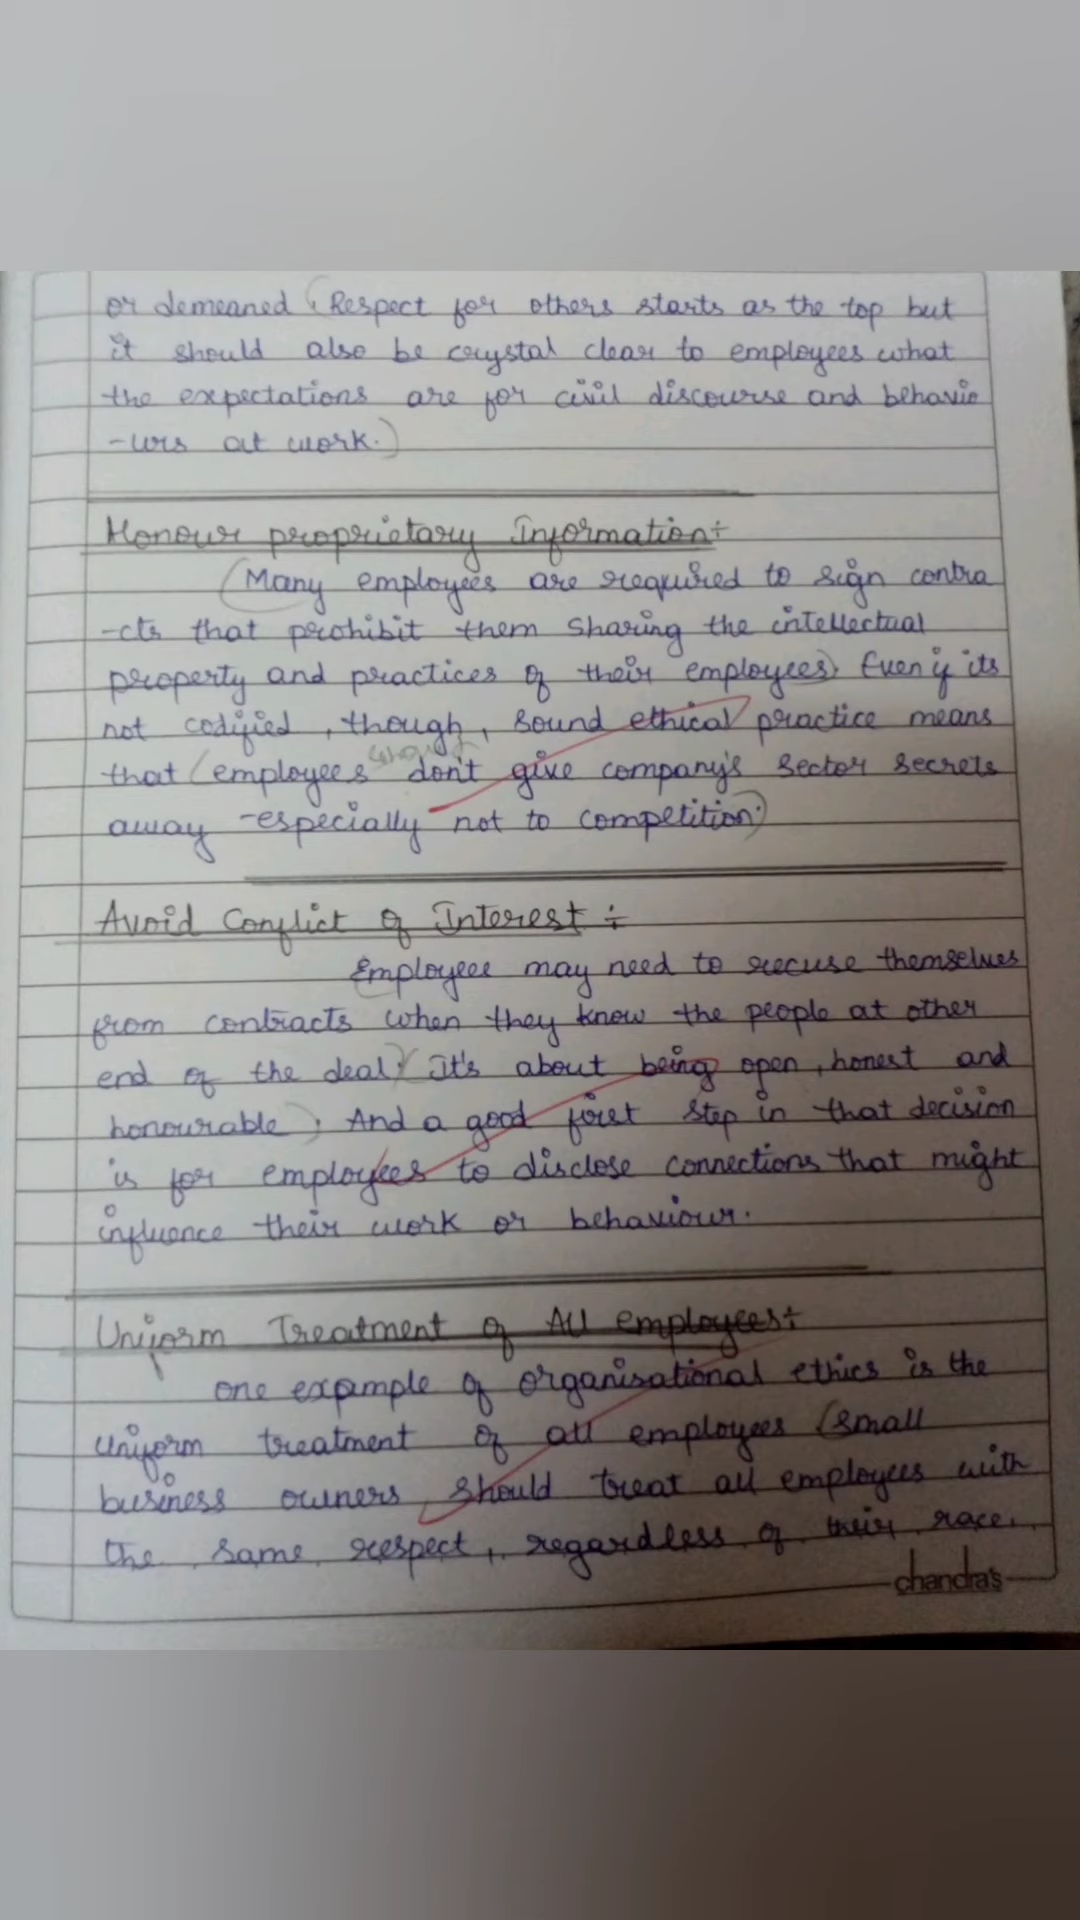 or demeaned. (Respect for others starts as the top but
it should also be crystal clear to employees what
the expectations are for civil discourse and behavio
-urs at work.)
Honour proprietary Information:-
(Many employees are required to sign contra
-cts that prohibit them sharing the intellectual
property and practices of their employees). Even if its
not codified, though, sound ethical practice means
should
that (employees don't give company's sector secrets
away -especially not to competition.)
Avoid Conflict of Interest :-
Employee may need to recuse themselves
from contracts when they know the people at other
end of the deal. (It's about being open, honest and
honourable). And a good first step in that decision
is for employees to disclose connections that might
influence their work or behaviour.
Uniform Treatment of All employees:-
One example of organisational ethics is the
uniform treatment of all employees (small
business owners, should treat all employees with
the same respect, regardless of their race,
chandra's